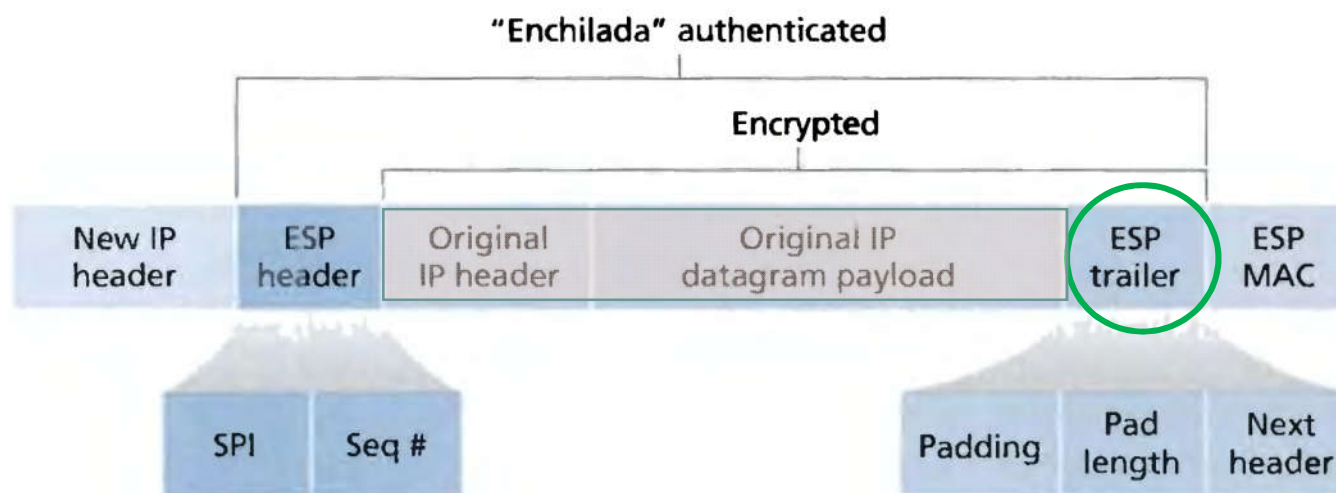 “Enchilada” authenticated
Encrypted
New IP
header
ESP
header
Original
IP header
Original IP
datagram payload
ESP
trailer
ESP
MAC
SPI
Seq #
Padding
Pad
length
Next
header